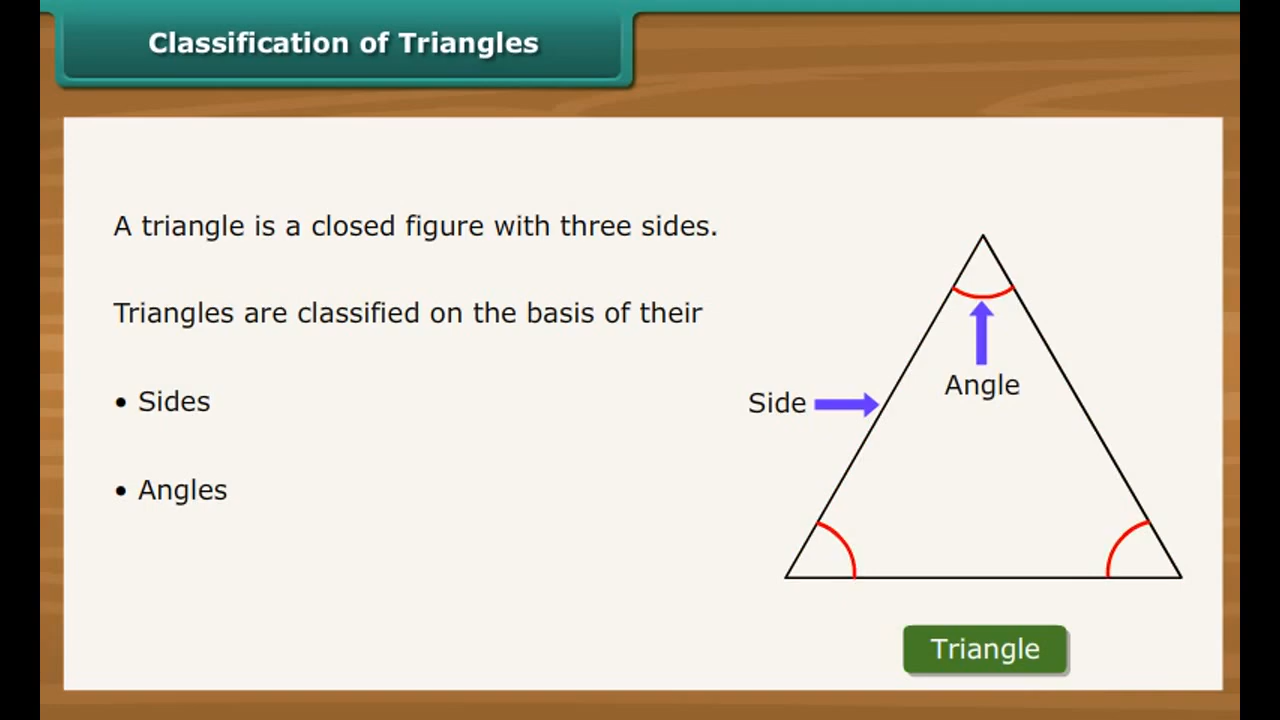 Classification of Triangles
A triangle is a closed figure with three sides.
Triangles are classified on the basis of their
• Sides
• Angles
Side
Angle
Triangle